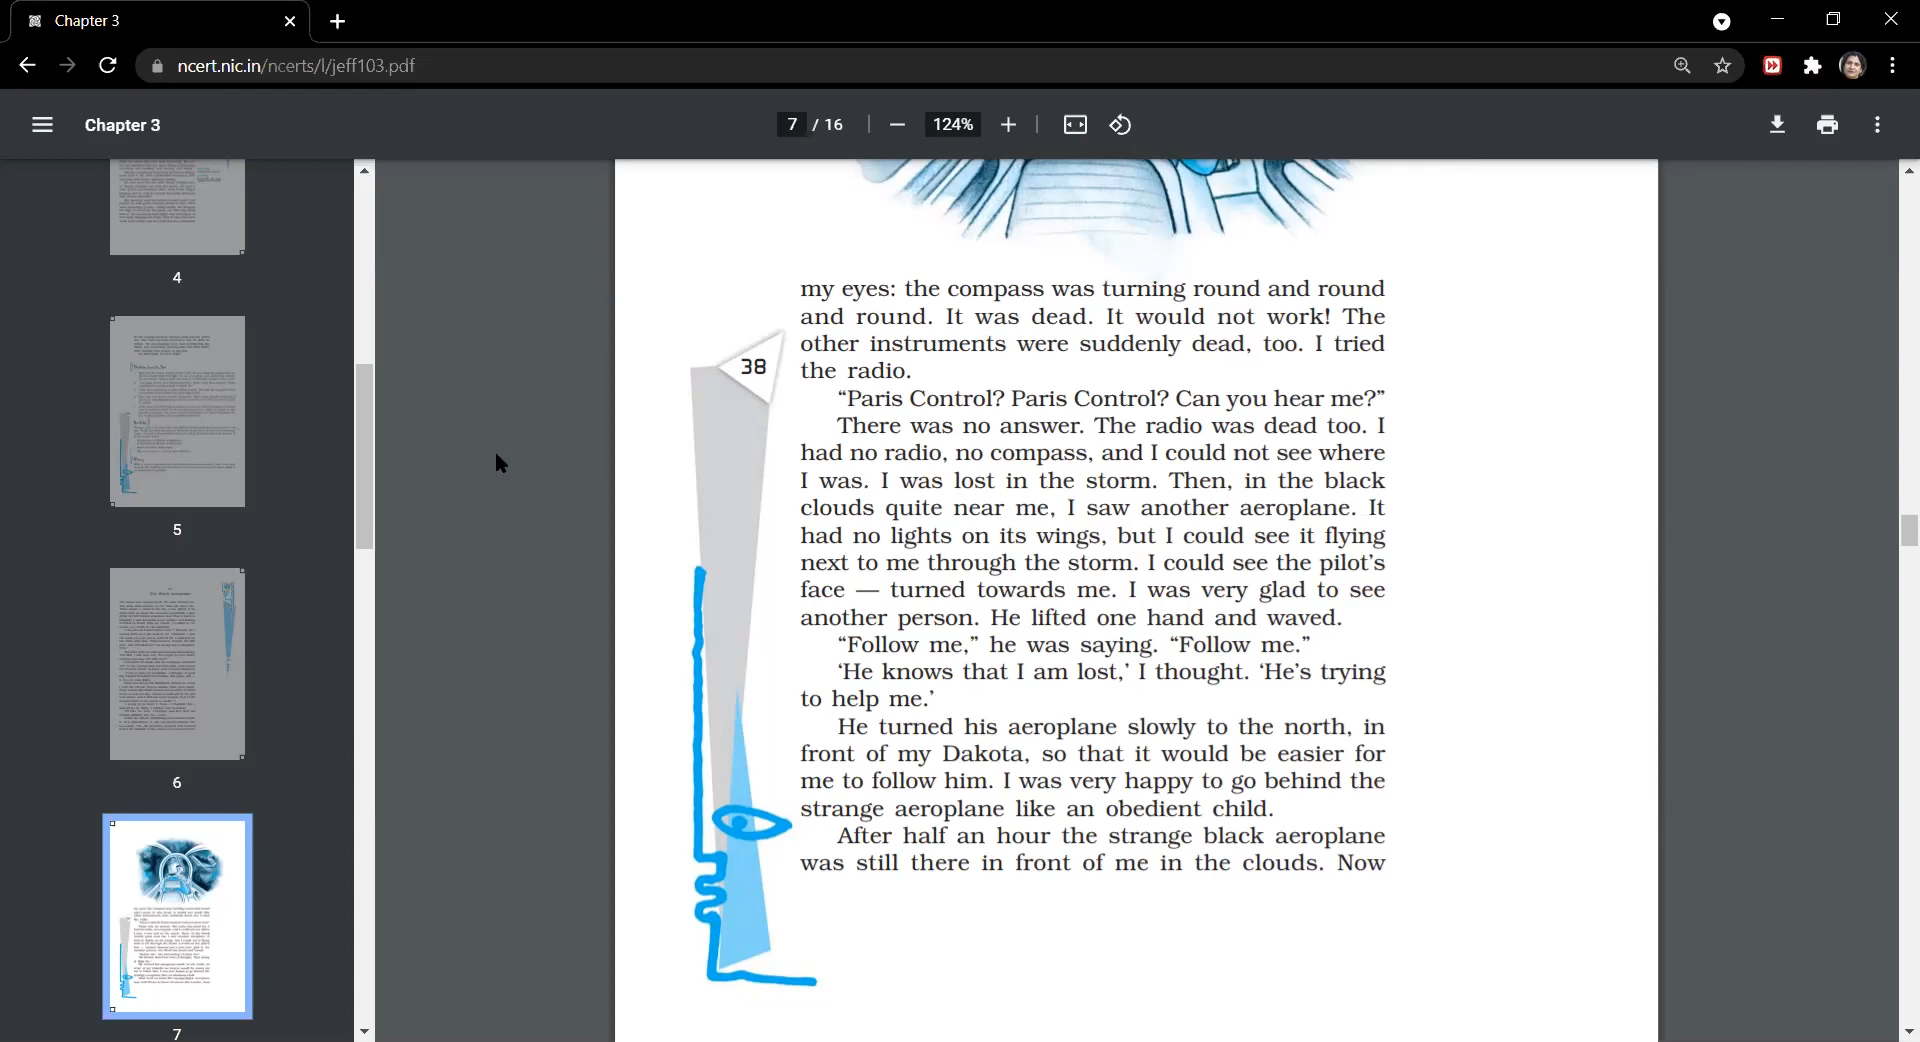 Chapter 3
ncert.nic.in/ncerts/l/jeff103.pdf
Chapter 3
7 / 16
124%
4
5
6
7
my eyes: the compass was turning round and round
and round. It was dead. It would not work! The
other instruments were suddenly dead, too. I tried
the radio.
“Paris Control? Paris Control? Can you hear me?”
There was no answer. The radio was dead too. I
had no radio, no compass, and I could not see where
I was. I was lost in the storm. Then, in the black
clouds quite near me, I saw another aeroplane. It
had no lights on its wings, but I could see it flying
next to me through the storm. I could see the pilot’s
face — turned towards me. I was very glad to see
another person. He lifted one hand and waved.
“Follow me,” he was saying. “Follow me.”
‘He knows that I am lost,’ I thought. ‘He’s trying
to help me.’
He turned his aeroplane slowly to the north, in
front of my Dakota, so that it would be easier for
me to follow him. I was very happy to go behind the
strange aeroplane like an obedient child.
After half an hour the strange black aeroplane
was still there in front of me in the clouds. Now
38